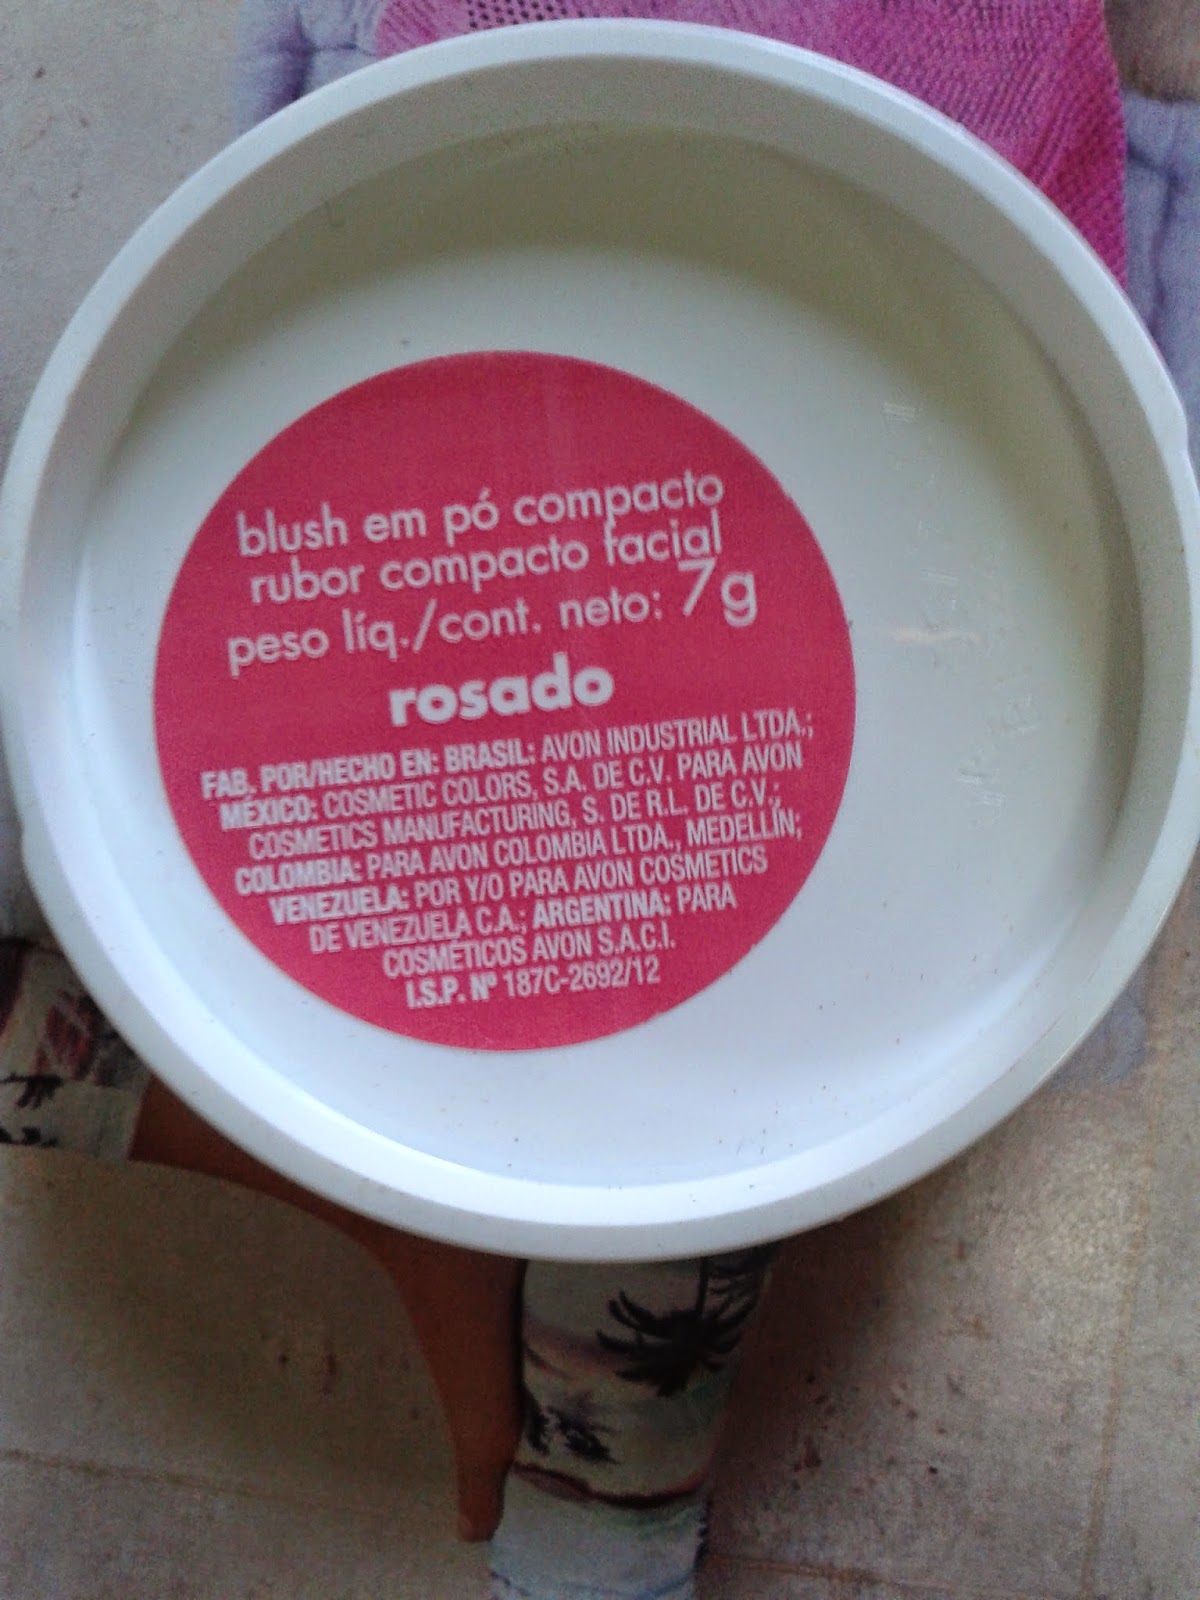 blush em pó compacto
rubor compacto facial
peso líq./cont. neto: 7g
rosado
FAB. POR/HECHO EN: BRASIL: AVON INDUSTRIAL LTDA.;
MÉXICO: COSMETIC COLORS, S.A. DE C.V. PARA AVON
COSMETICS MANUFACTURING, S. DE R.L. DE C.V.;
COLOMBIA: PARA AVON COLOMBIA LTDA., MEDELLÍN;
VENEZUELA: POR Y/O PARA AVON COSMETICS
DE VENEZUELA C.A.; ARGENTINA: PARA
COSMÉTICOS AVON S.A.C.I.
I.S.P. Nº 187C-2692/12